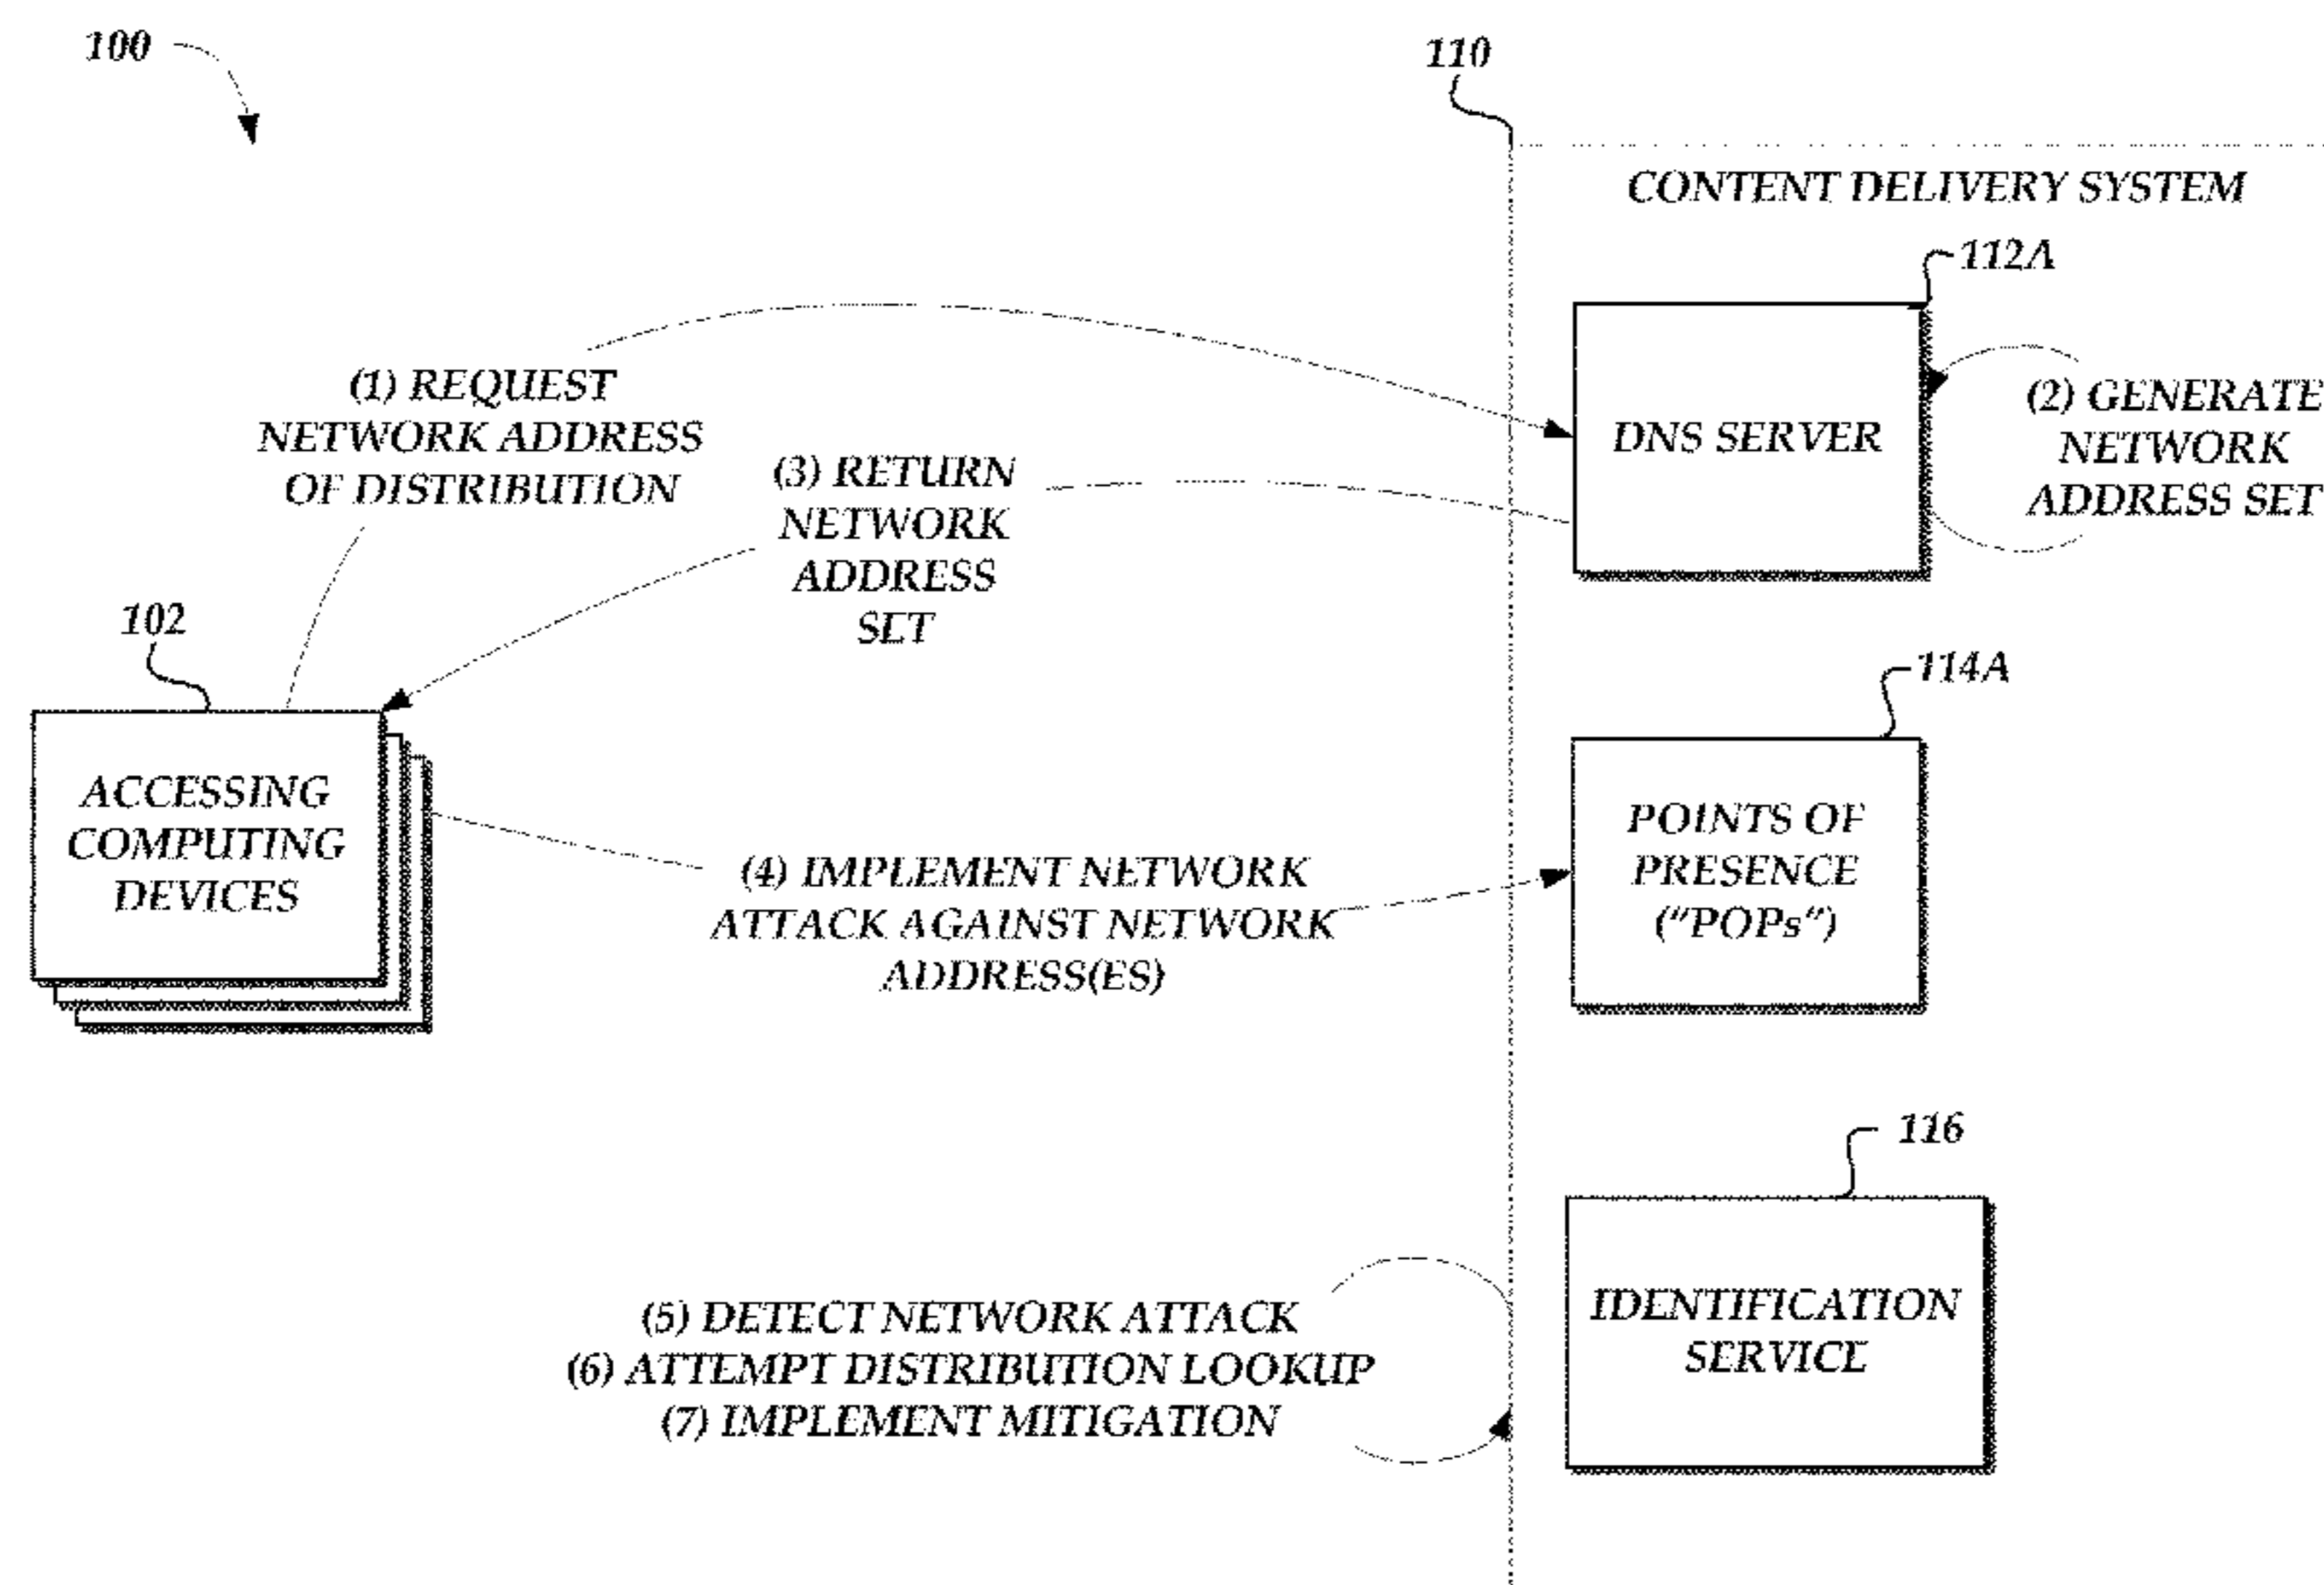 100
110
CONTENT DELIVERY SYSTEM
112A
(1) REQUEST
NETWORK ADDRESS
OF DISTRIBUTION
(3) RETURN
NETWORK
ADDRESS
SET
DNS SERVER
(2) GENERATE
NETWORK
ADDRESS SET
102
114A
ACCESSING
COMPUTING
DEVICES
(4) IMPLEMENT NETWORK
ATTACK AGAINST NETWORK
ADDRESS(ES)
POINTS OF
PRESENCE
("POPs")
116
(5) DETECT NETWORK ATTACK
(6) ATTEMPT DISTRIBUTION LOOKUP
(7) IMPLEMENT MITIGATION
IDENTIFICATION
SERVICE